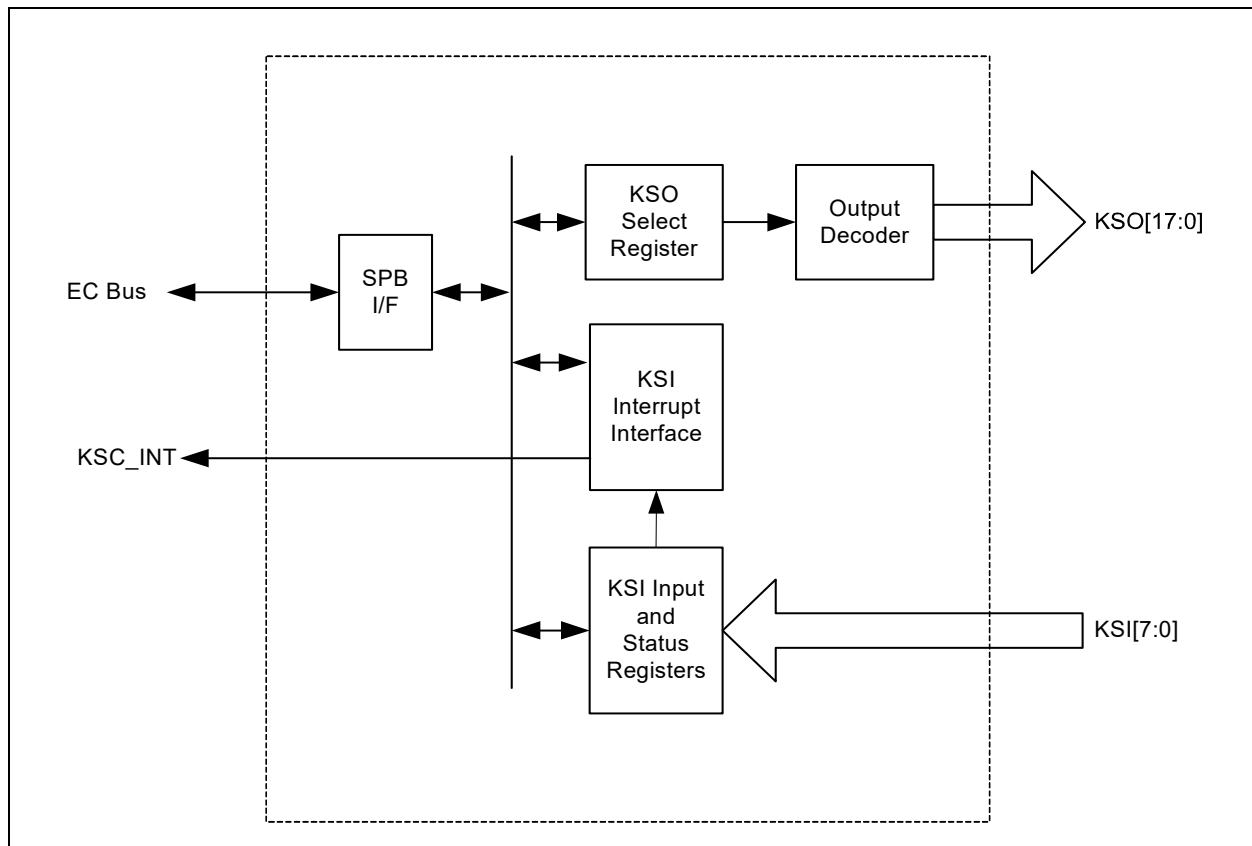 KSO
Select
Register
Output
Decoder
KSO[17:0]
EC Bus
SPB
I/F
KSI
Interrupt
Interface
KSC_INT
KSI Input
and
Status
Registers
KSI[7:0]